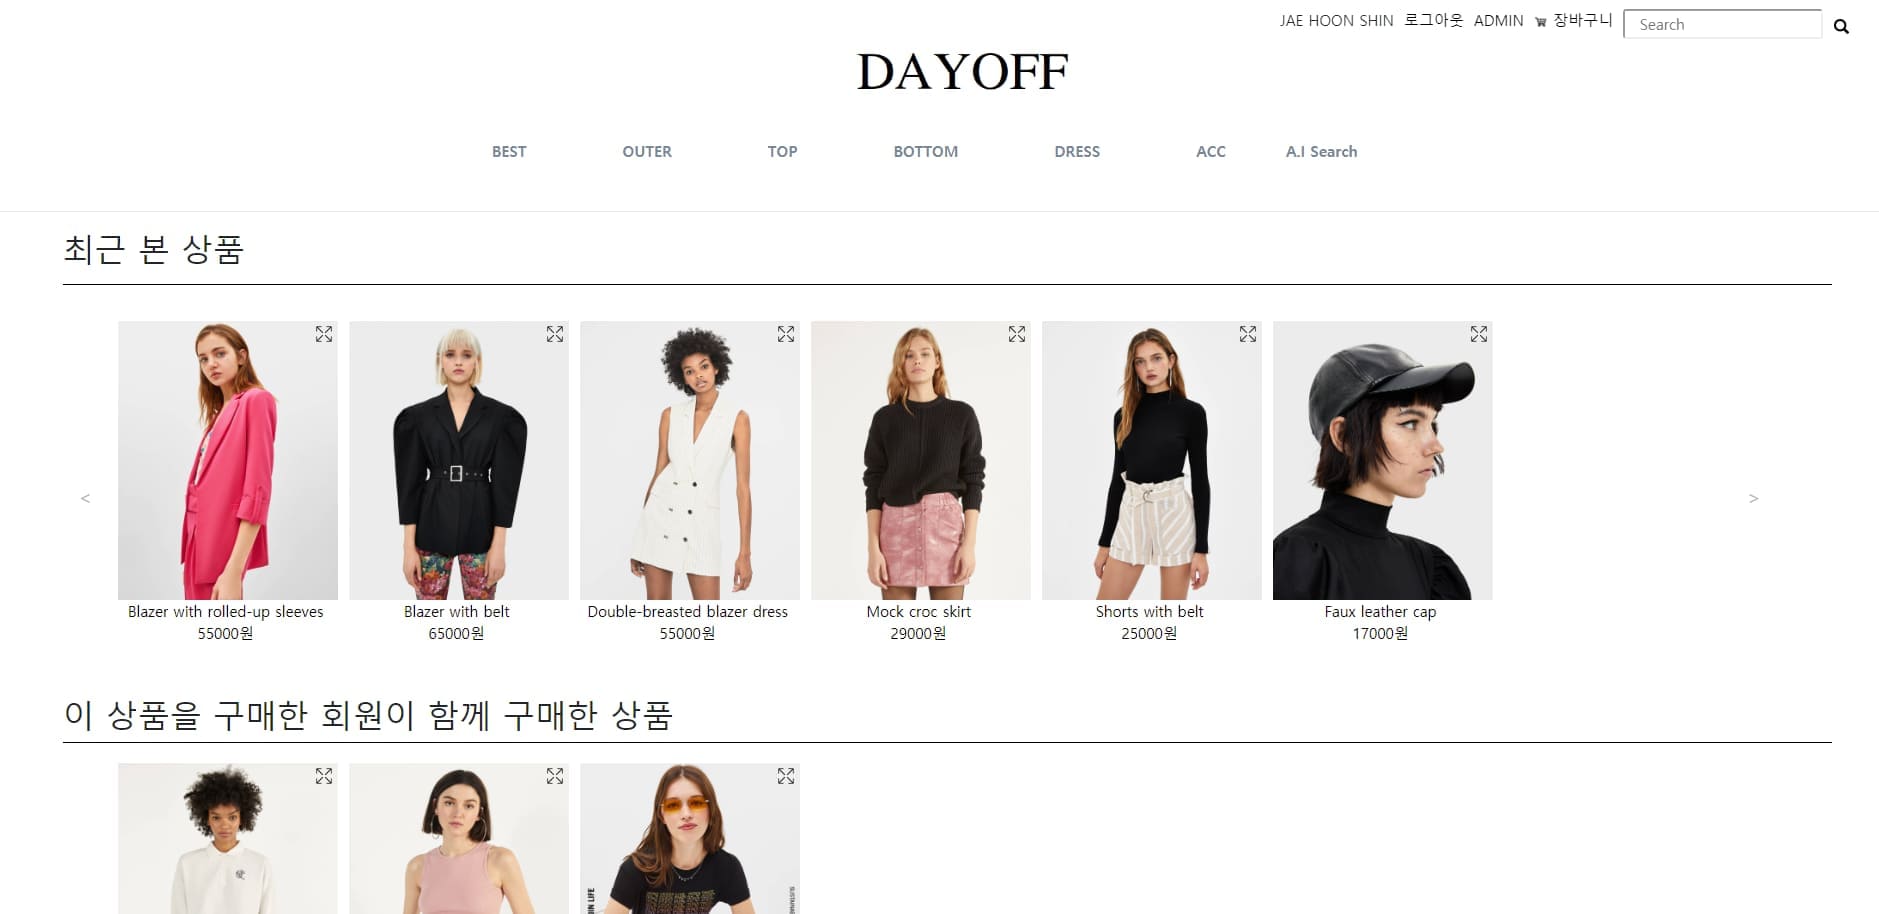 JAE HOON SHIN 로그아웃 ADMIN 장바구니 Search
DAYOFF
BEST OUTER TOP BOTTOM DRESS ACC A.I Search
최근 본 상품
< >
Blazer with rolled-up sleeves
55000원
Blazer with belt
65000원
Double-breasted blazer dress
55000원
Mock croc skirt
29000원
Shorts with belt
25000원
Faux leather cap
17000원
이 상품을 구매한 회원이 함께 구매한 상품